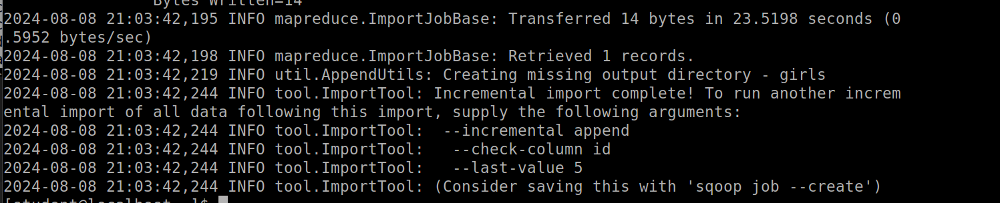 Bytes Written=14
2024-08-08 21:03:42,195 INFO mapreduce.ImportJobBase: Transferred 14 bytes in 23.5198 seconds (0
.5952 bytes/sec)
2024-08-08 21:03:42,198 INFO mapreduce.ImportJobBase: Retrieved 1 records.
2024-08-08 21:03:42,219 INFO util.AppendUtils: Creating missing output directory - girls
2024-08-08 21:03:42,244 INFO tool.ImportTool: Incremental import complete! To run another increm
ental import of all data following this import, supply the following arguments:
2024-08-08 21:03:42,244 INFO tool.ImportTool:  --incremental append
2024-08-08 21:03:42,244 INFO tool.ImportTool:   --check-column id
2024-08-08 21:03:42,244 INFO tool.ImportTool:   --last-value 5
2024-08-08 21:03:42,244 INFO tool.ImportTool: (Consider saving this with 'sqoop job --create')
[student@localhost ~]$